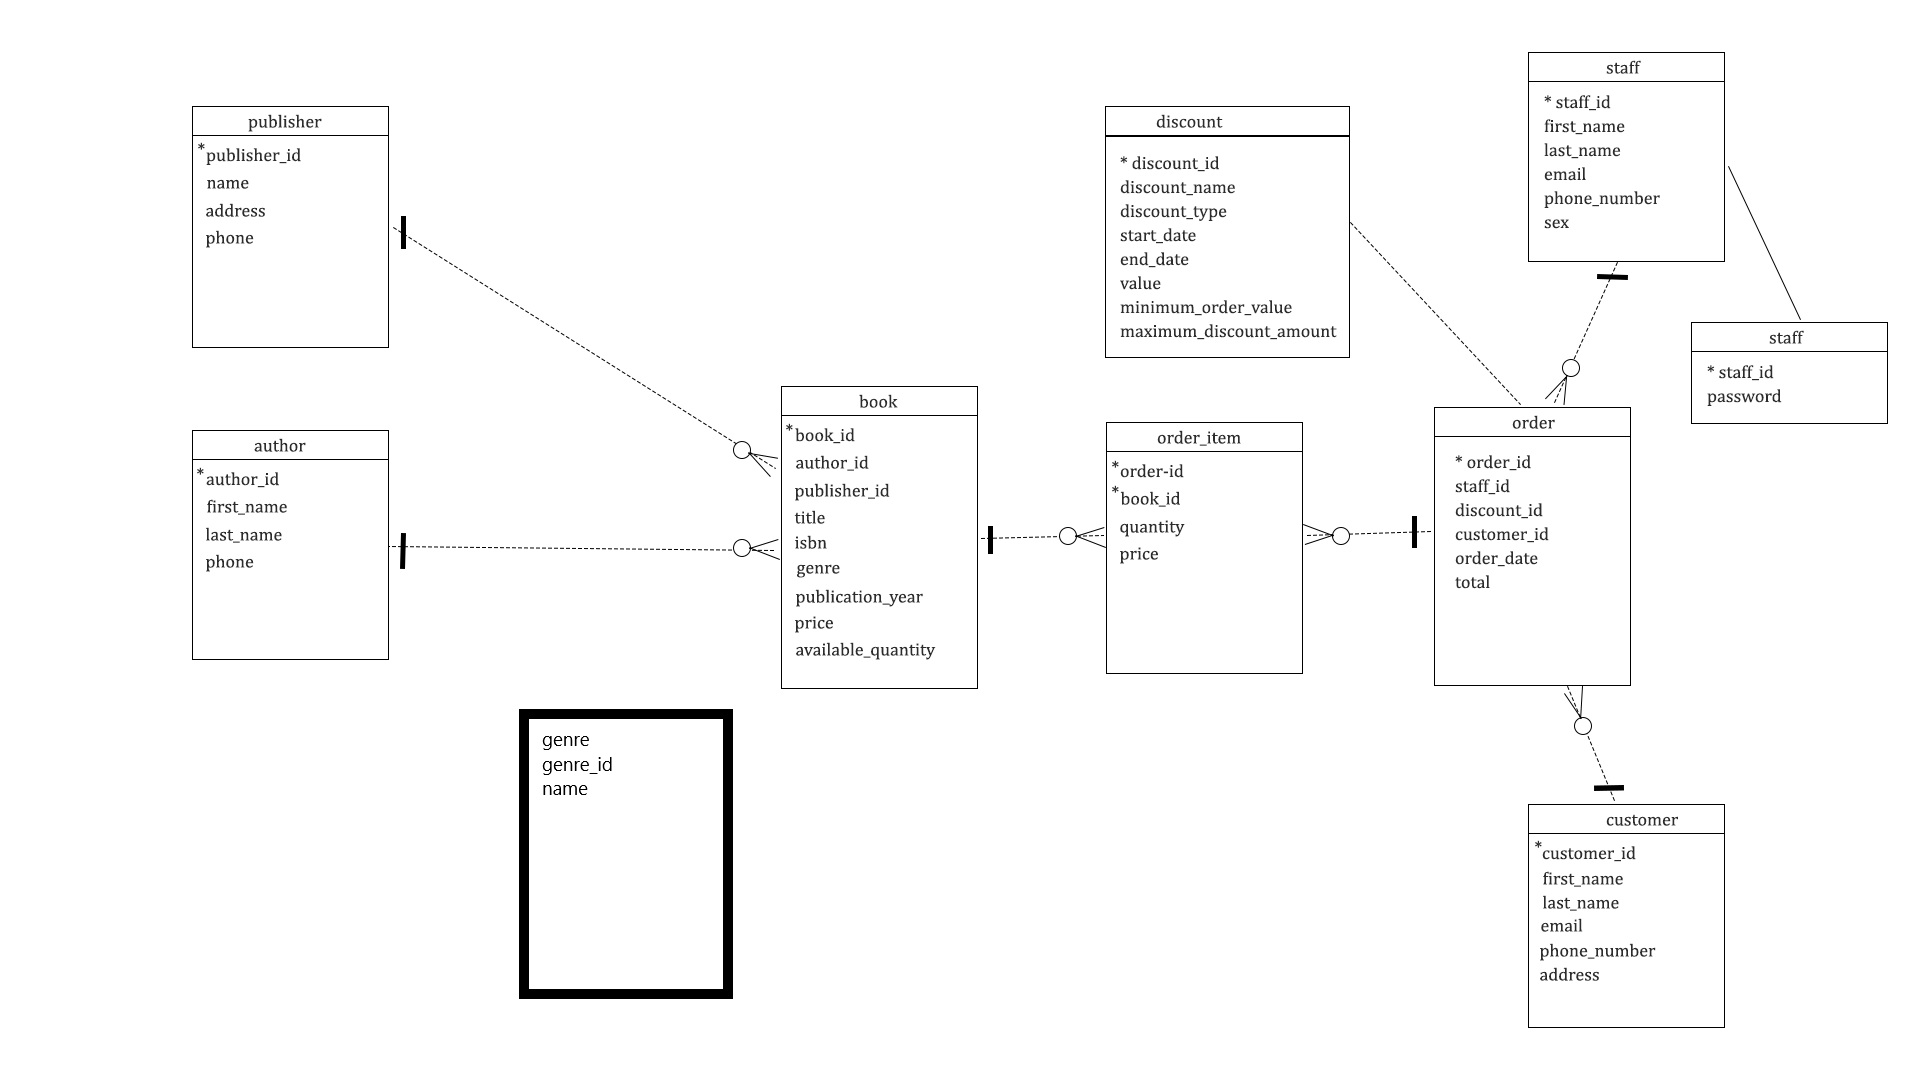 publisher
*publisher_id
name
address
phone
author
*author_id
first_name
last_name
phone
book
*book_id
author_id
publisher_id
title
isbn
genre
publication_year
price
available_quantity
genre
genre_id
name
discount
* discount_id
discount_name
discount_type
start_date
end_date
value
minimum_order_value
maximum_discount_amount
order_item
*order-id
*book_id
quantity
price
staff
* staff_id
first_name
last_name
email
phone_number
sex
staff
* staff_id
password
order
* order_id
staff_id
discount_id
customer_id
order_date
total
customer
*customer_id
first_name
last_name
email
phone_number
address